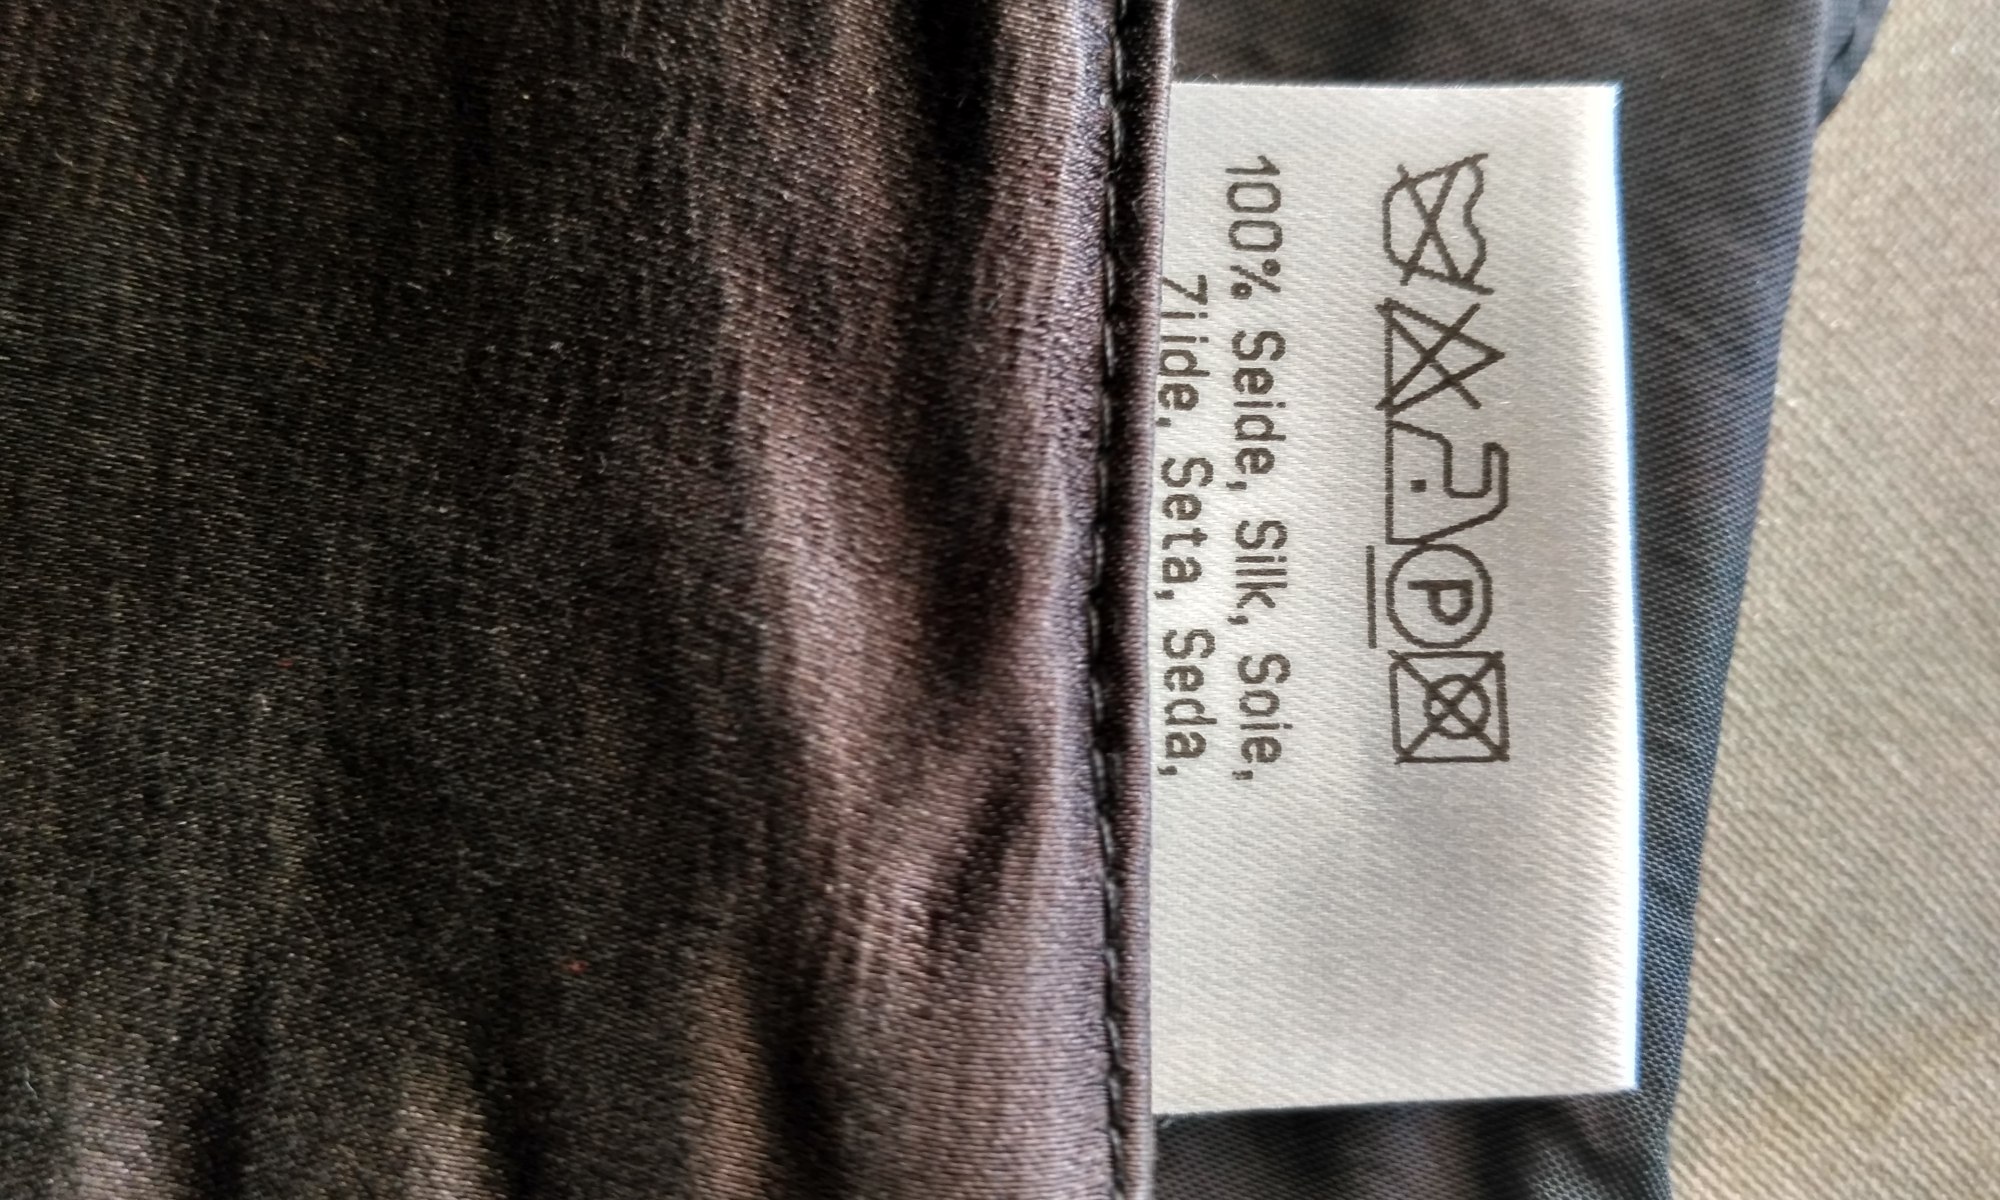 P
100% Seide, Silk, Soie,
Zijde, Seta, Seda,